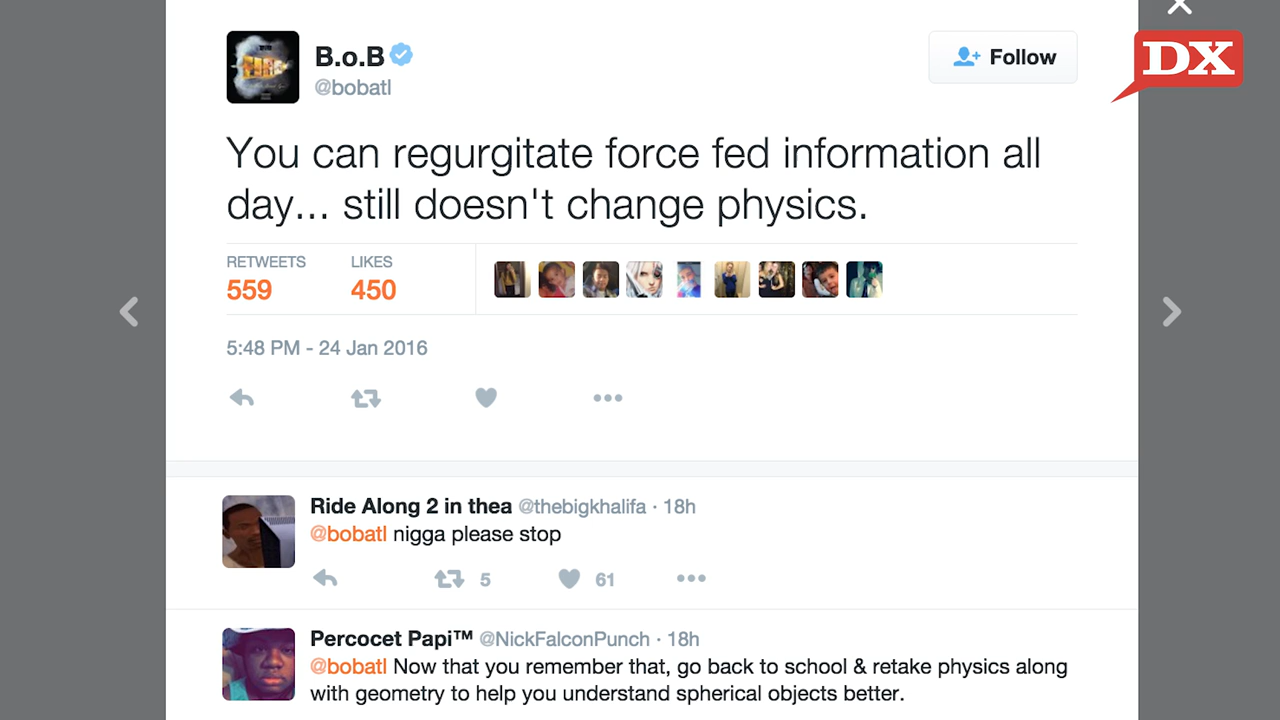 B.o.B
@bobatl
Follow
DX
You can regurgitate force fed information all
day... still doesn't change physics.
RETWEETS LIKES
559 450
5:48 PM - 24 Jan 2016
Ride Along 2 in thea @thebigkhalifa · 18h
@bobatl nigga please stop
5 61
Percocet Papi™ @NickFalconPunch · 18h
@bobatl Now that you remember that, go back to school & retake physics along
with geometry to help you understand spherical objects better.